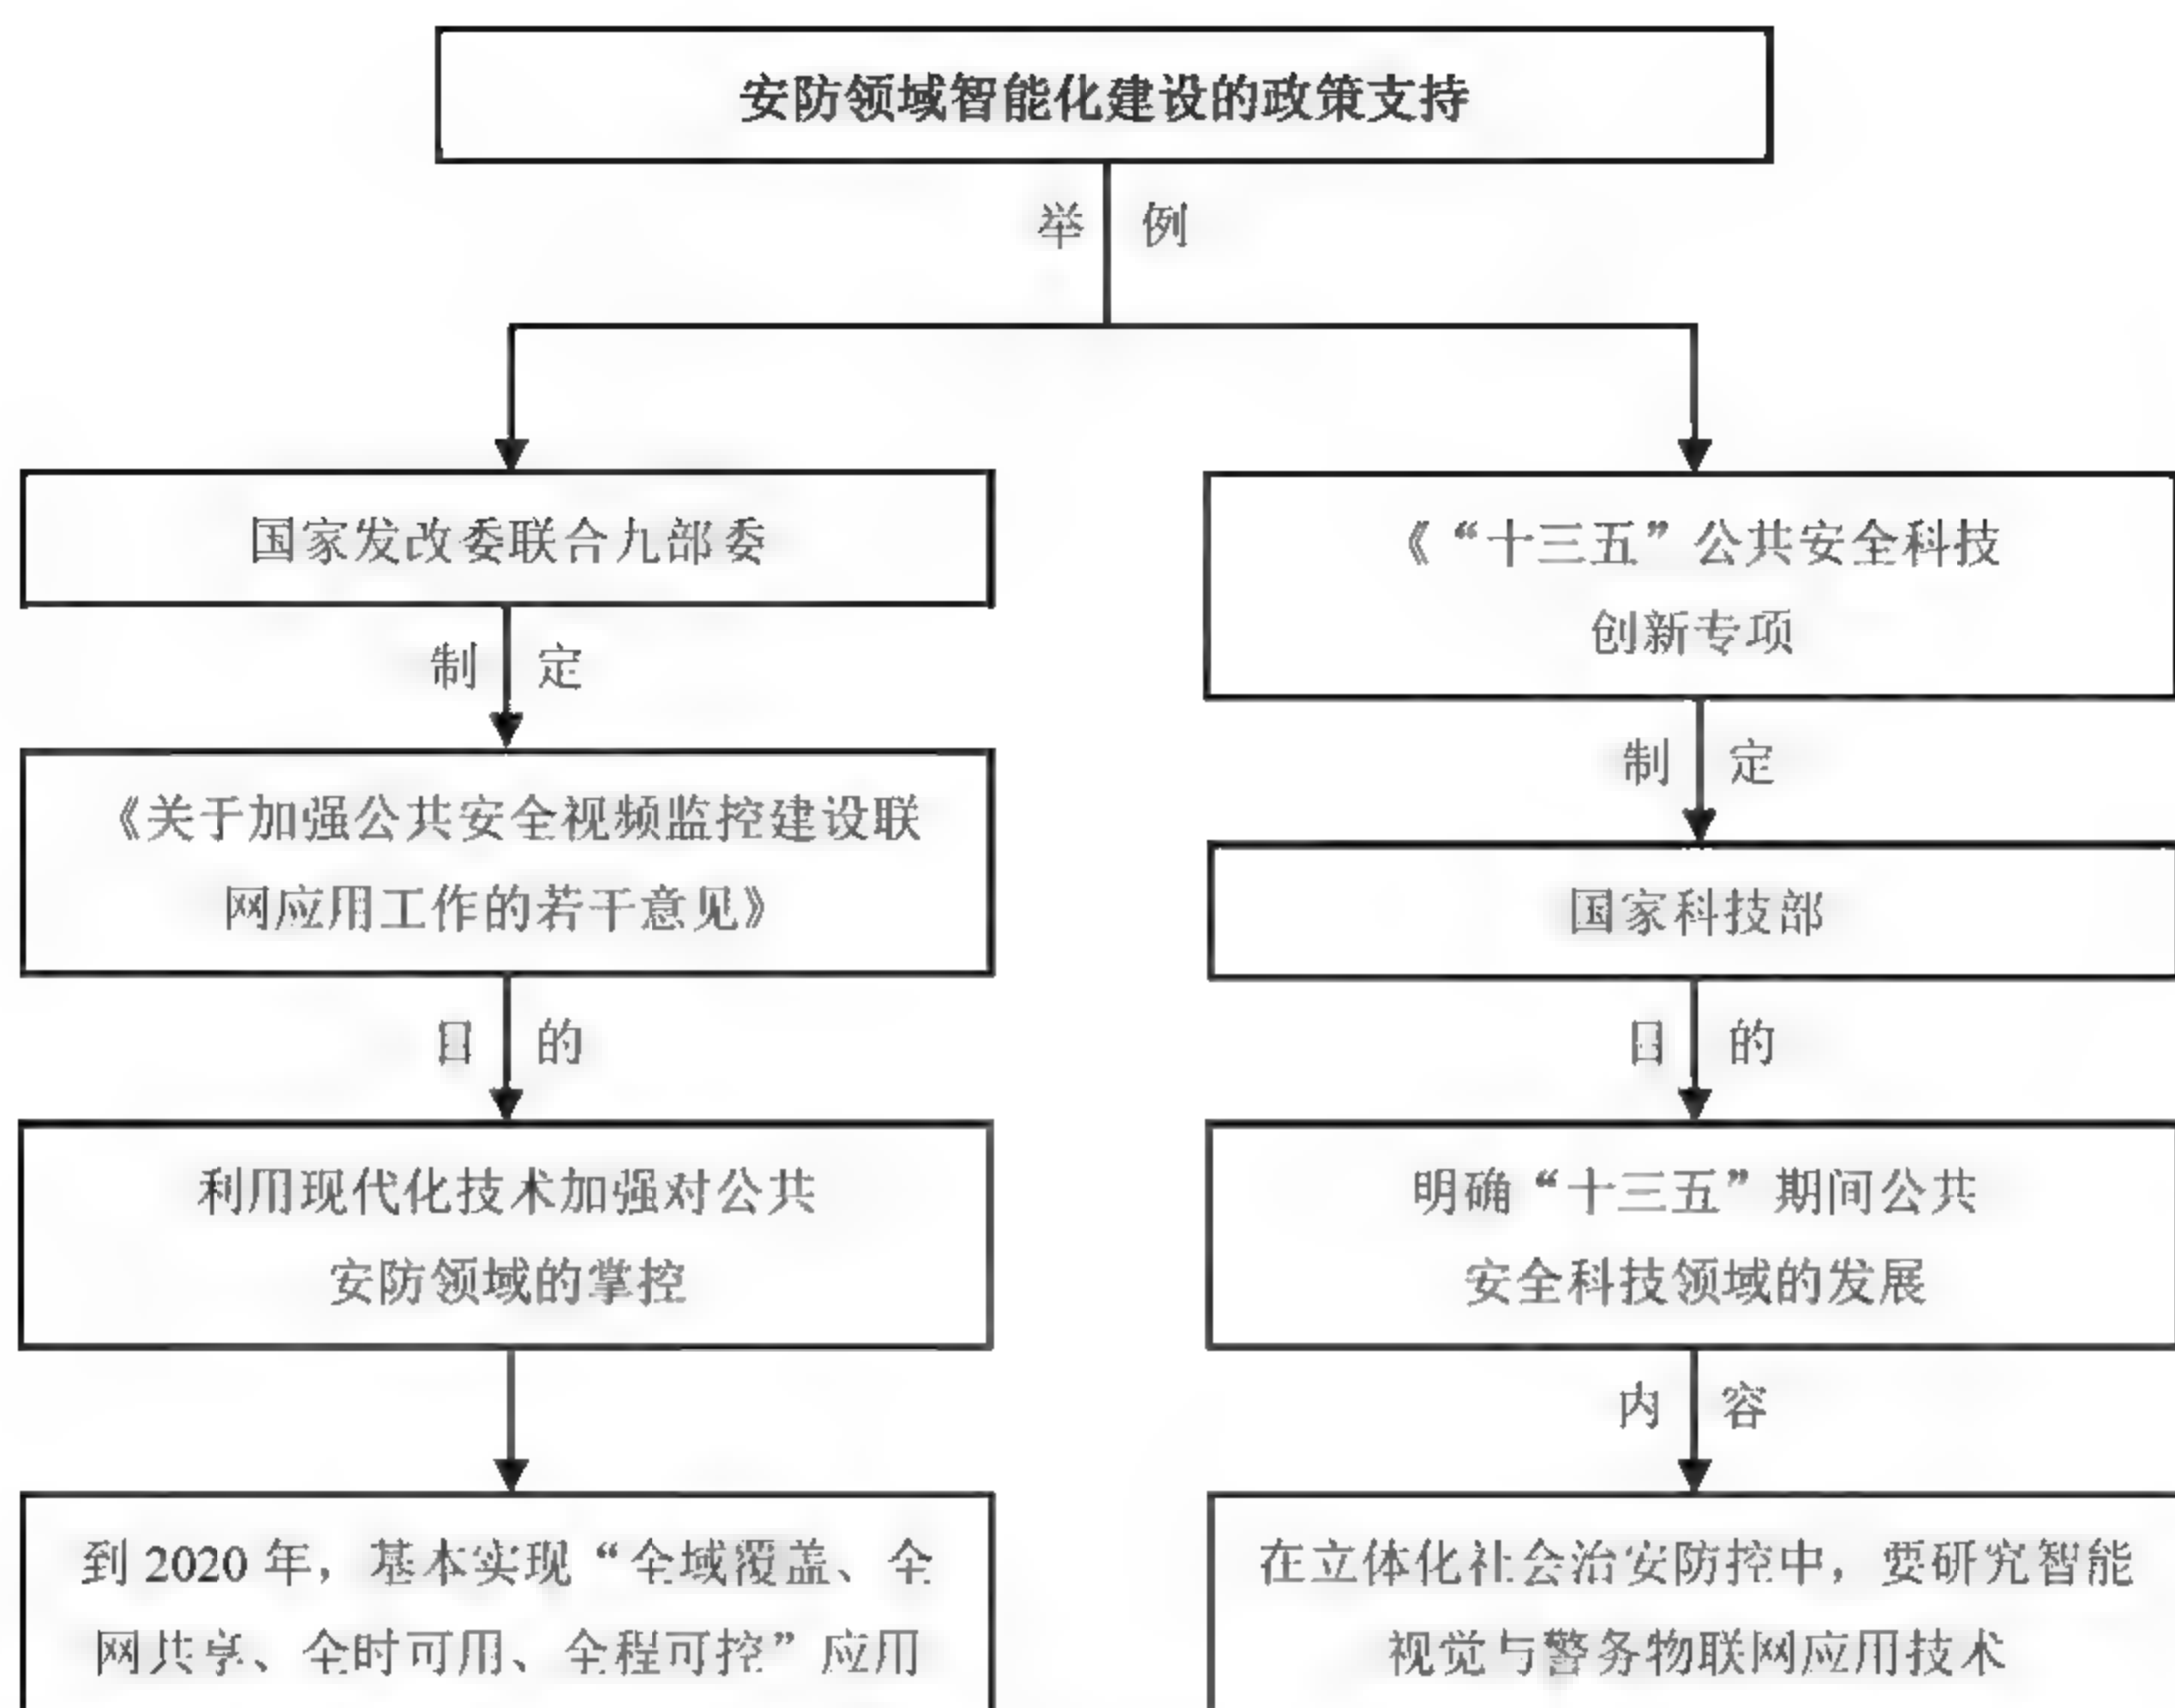 安防领域智能化建设的政策支持
举 例
国家发改委联合九部委
制 定
《关于加强公共安全视频监控建设联
网应用工作的若干意见》
目 的
利用现代化技术加强对公共
安防领域的掌控
到 2020 年，基本实现“全域覆盖、全
网共享、全时可用、全程可控”应用
《“十三五”公共安全科技
创新专项
制 定
国家科技部
目 的
明确“十三五”期间公共
安全科技领域的发展
内 容
在立体化社会治安防控中，要研究智能
视觉与警务物联网应用技术